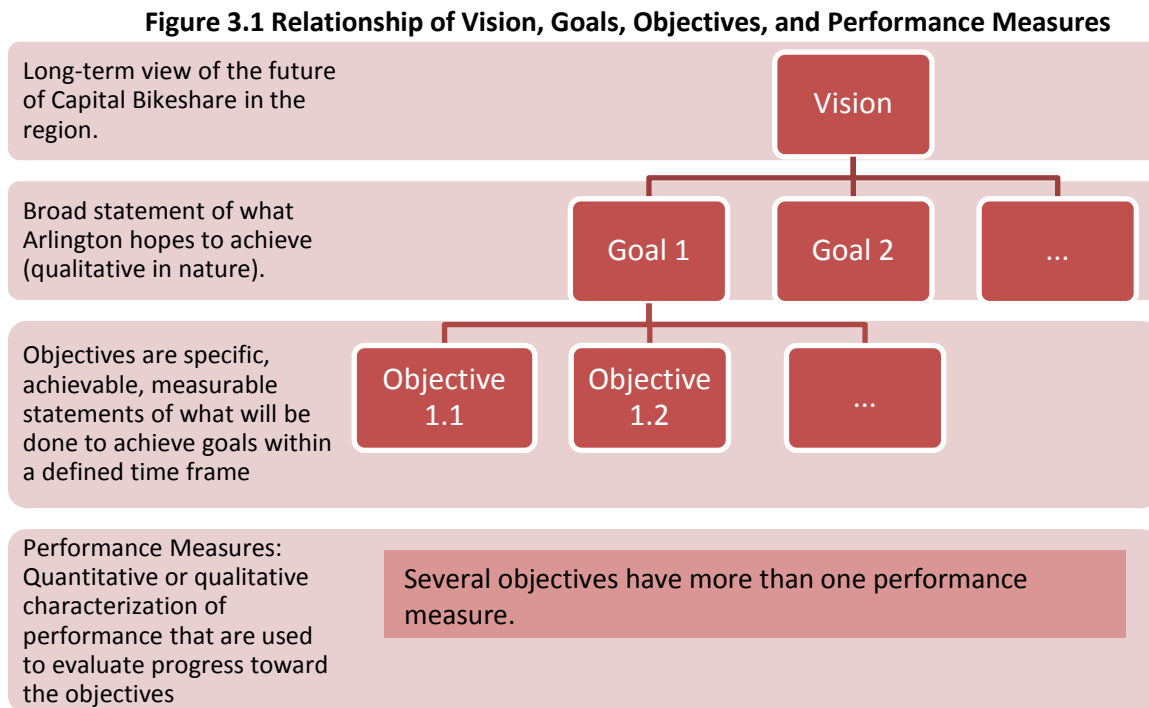 Figure 3.1 Relationship of Vision, Goals, Objectives, and Performance Measures
Long-term view of the future
of Capital Bikeshare in the
region.
Vision
Broad statement of what
Arlington hopes to achieve
(qualitative in nature).
Goal 1
Goal 2
...
Objectives are specific,
achievable, measurable
statements of what will be
done to achieve goals within
a defined time frame
Objective
1.1
Objective
1.2
...
Performance Measures:
Quantitative or qualitative
characterization of
performance that are used
to evaluate progress toward
the objectives
Several objectives have more than one performance
measure.